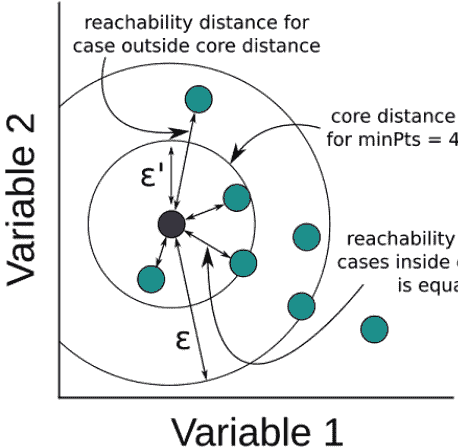 reachability distance for
case outside core distance
core distance
for minPts = 4
ε'
reachability
cases inside
is
ε
Variable 2
Variable 1